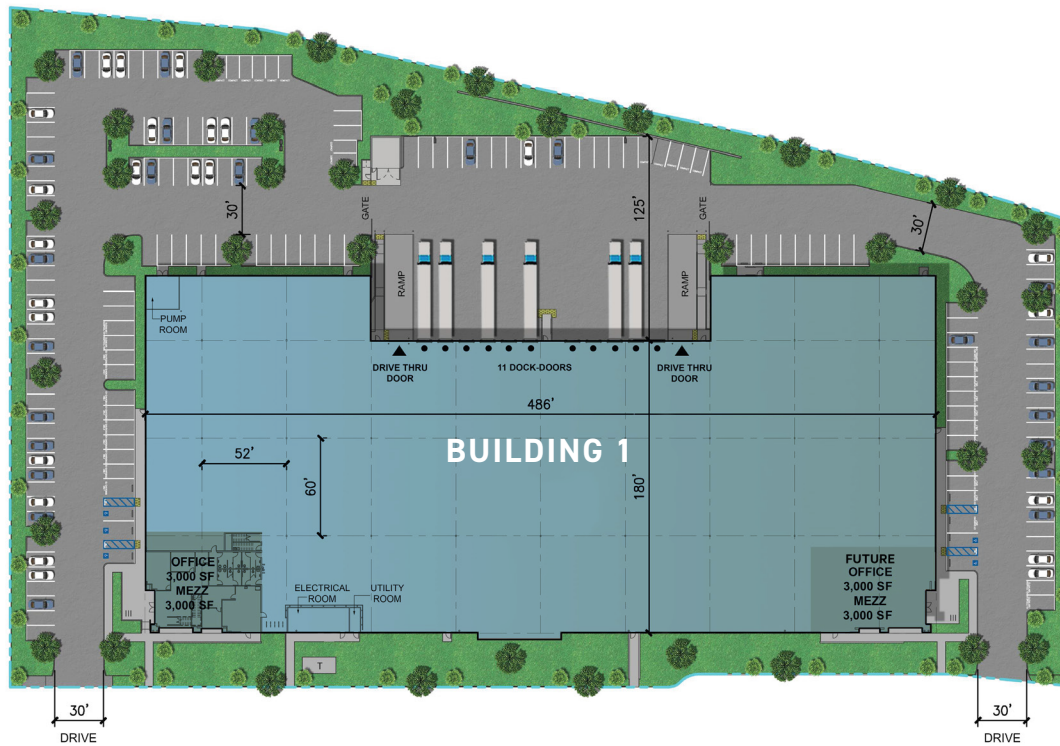 30’
GATE
125’
GATE
30’
RAMP
RAMP
PUMP
ROOM
DRIVE THRU
DOOR
11 DOCK-DOORS
DRIVE THRU
DOOR
486’
BUILDING 1
52’
60’
180’
OFFICE
3,000 SF
MEZZ
3,000 SF
ELECTRICAL
ROOM
UTILITY
ROOM
FUTURE
OFFICE
3,000 SF
MEZZ
3,000 SF
T
30’
DRIVE
30’
DRIVE